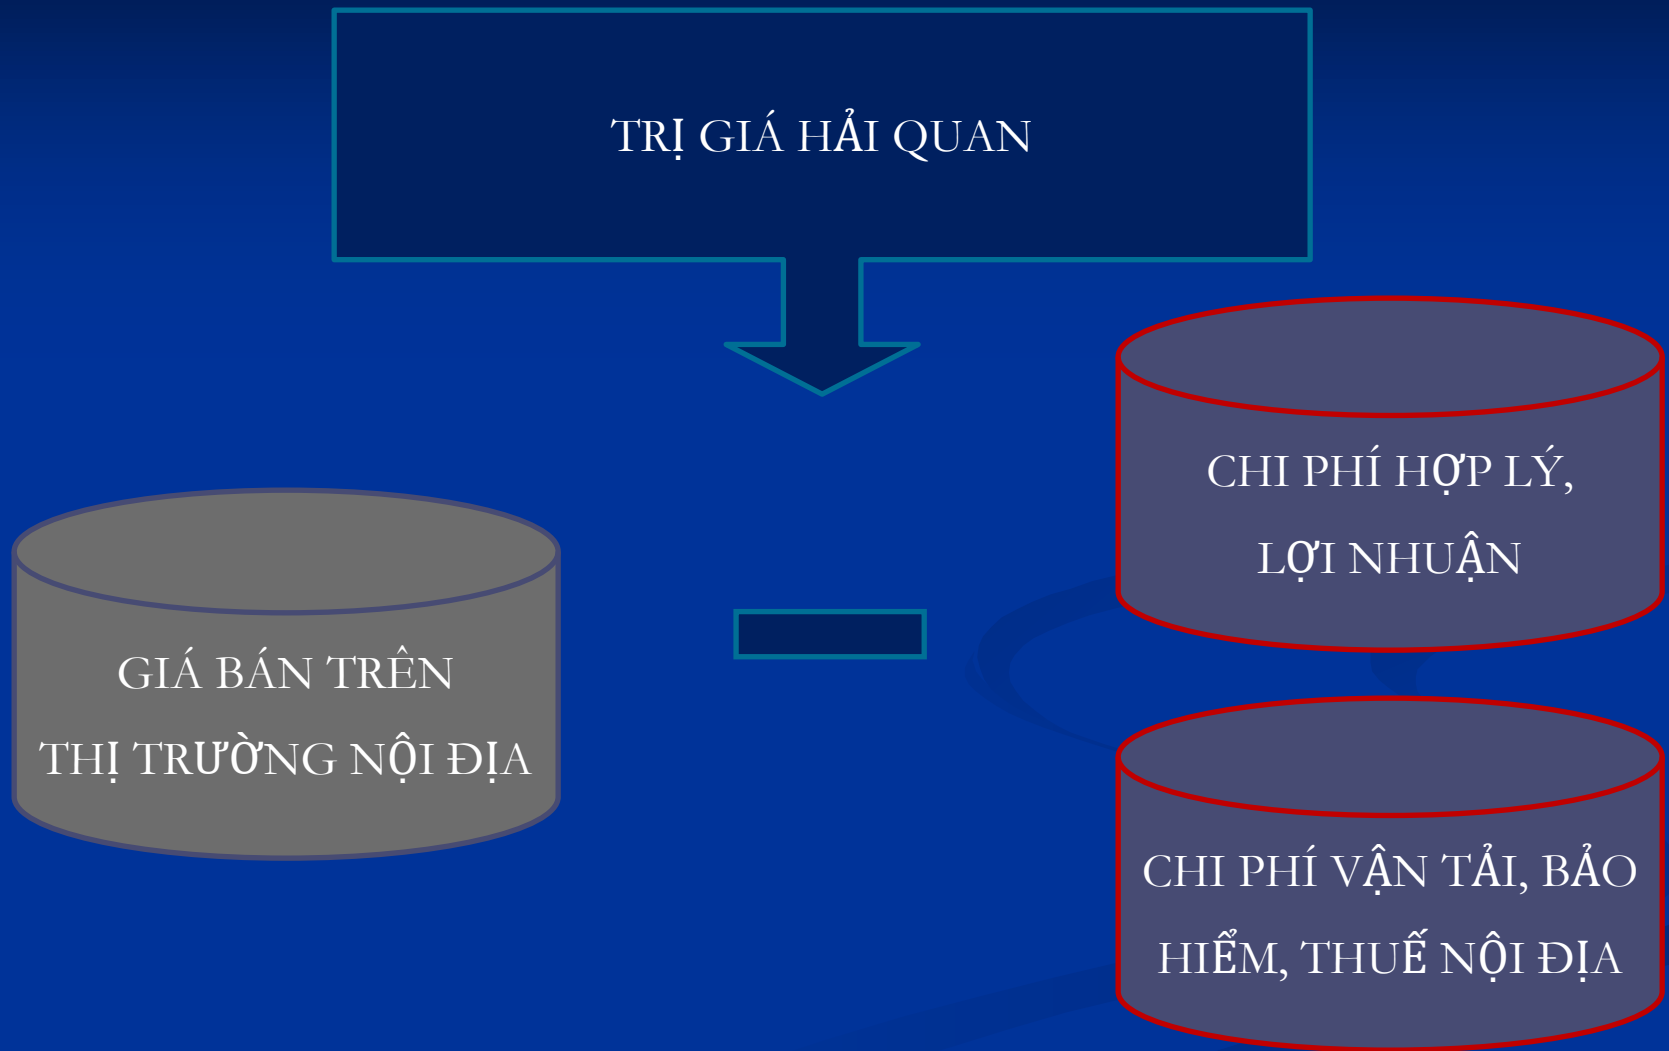 TRỊ GIÁ HẢI QUAN
GIÁ BÁN TRÊN
THỊ TRƯỜNG NỘI ĐỊA
CHI PHÍ HỢP LÝ,
LỢI NHUẬN
CHI PHÍ VẬN TẢI, BẢO
HIỂM, THUẾ NỘI ĐỊA